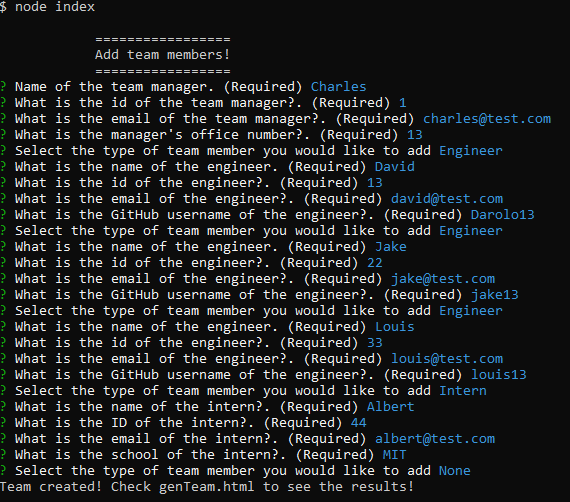 $ node index
=================
Add team members!
=================
? Name of the team manager. (Required) Charles
? What is the id of the team manager?. (Required) 1
? What is the email of the team manager?. (Required) charles@test.com
? What is the manager's office number?. (Required) 13
? Select the type of team member you would like to add Engineer
? What is the name of the engineer. (Required) David
? What is the id of the engineer?. (Required) 13
? What is the email of the engineer?. (Required) david@test.com
? What is the GitHub username of the engineer?. (Required) Darolo13
? Select the type of team member you would like to add Engineer
? What is the name of the engineer. (Required) Jake
? What is the id of the engineer?. (Required) 22
? What is the email of the engineer?. (Required) jake@test.com
? What is the GitHub username of the engineer?. (Required) jake13
? Select the type of team member you would like to add Engineer
? What is the name of the engineer. (Required) Louis
? What is the id of the engineer?. (Required) 33
? What is the email of the engineer?. (Required) louis@test.com
? What is the GitHub username of the engineer?. (Required) louis13
? Select the type of team member you would like to add Intern
? What is the name of the intern?. (Required) Albert
? What is the ID of the intern?. (Required) 44
? What is the email of the intern?. (Required) albert@test.com
? What is the school of the intern?. (Required) MIT
? Select the type of team member you would like to add None
Team created! Check genTeam.html to see the results!